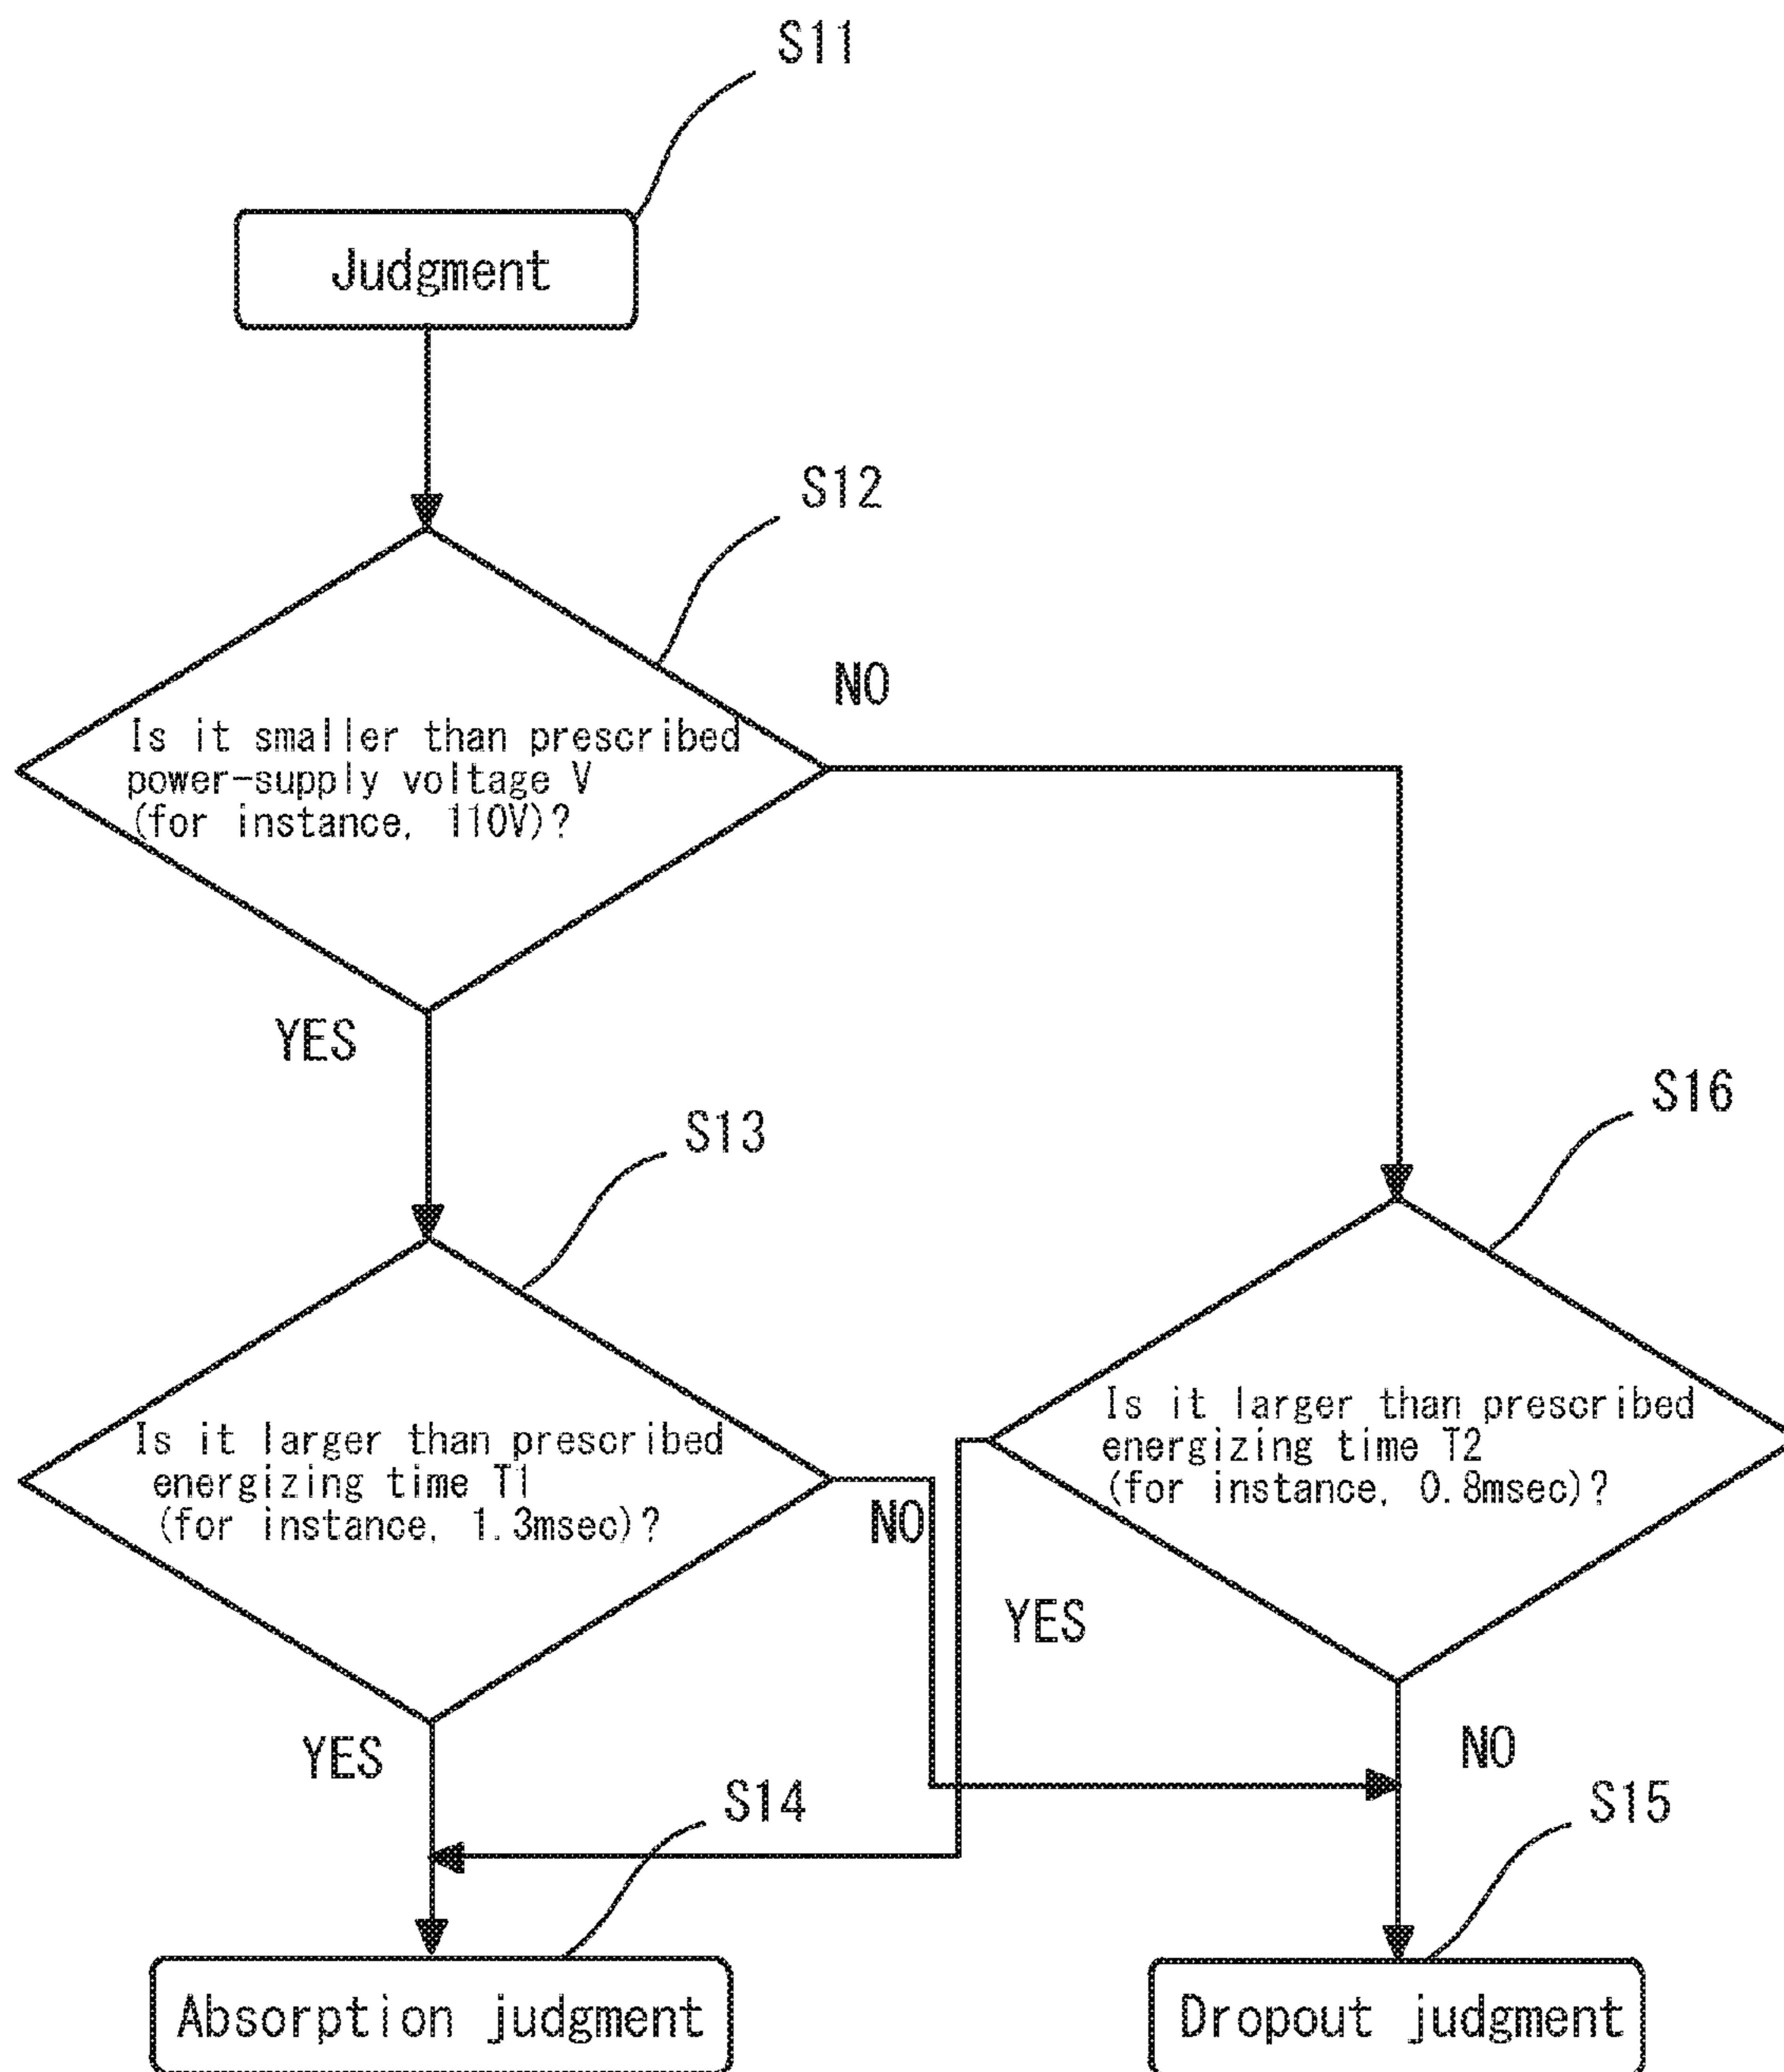 S11
Judgment
S12
NO
Is it smaller than prescribed
power-supply voltage V
(for instance, 110V)?
YES
S13
S16
Is it larger than prescribed
energizing time T1
(for instance, 1.3msec)?
NO
Is it larger than prescribed
energizing time T2
(for instance, 0.8msec)?
YES
YES
NO
S14
S15
Absorption judgment
Dropout judgment